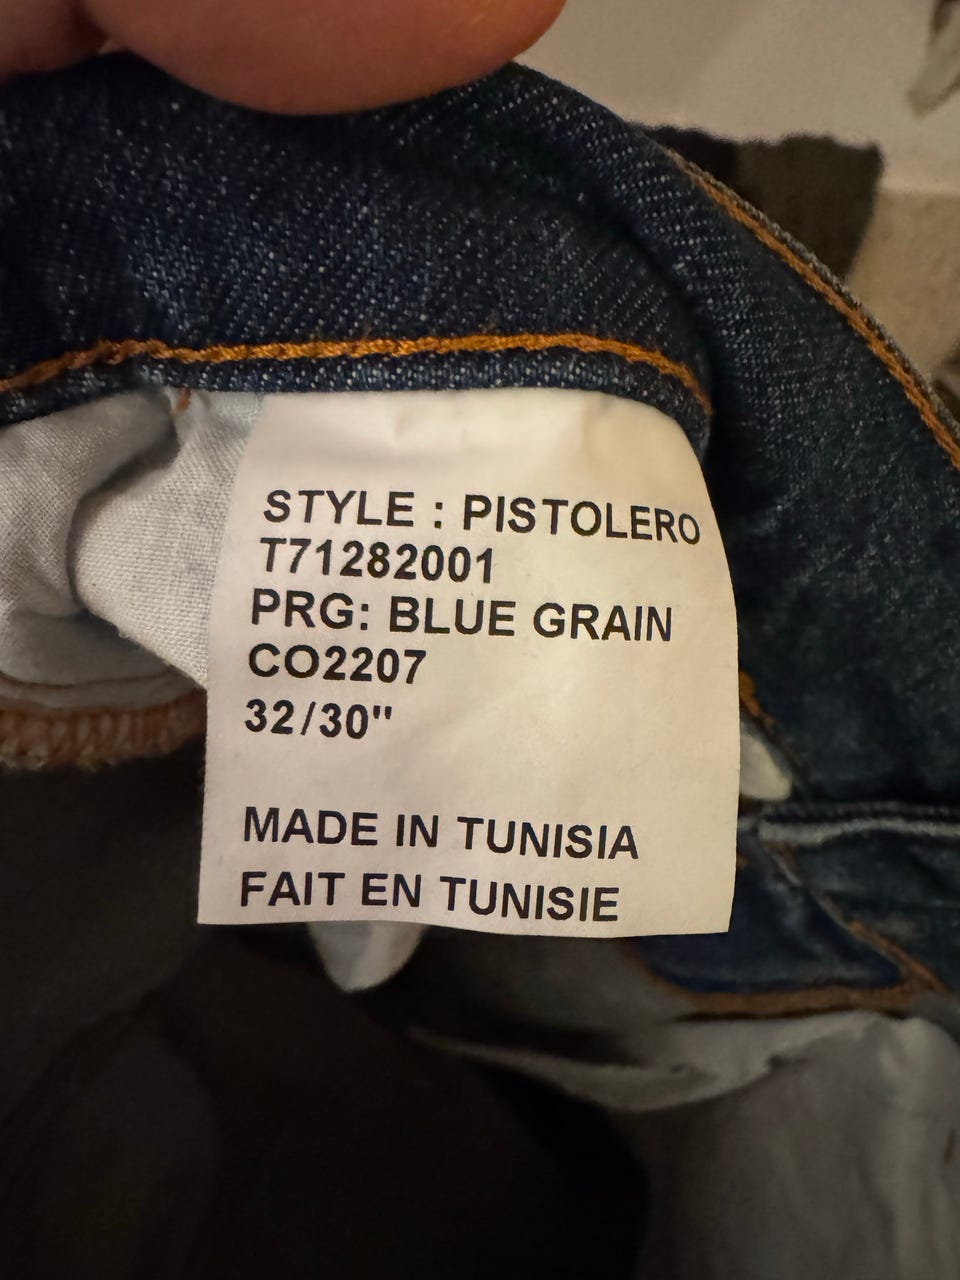 STYLE : PISTOLERO
T71282001
PRG: BLUE GRAIN
CO2207
32/30"
MADE IN TUNISIA
FAIT EN TUNISIE